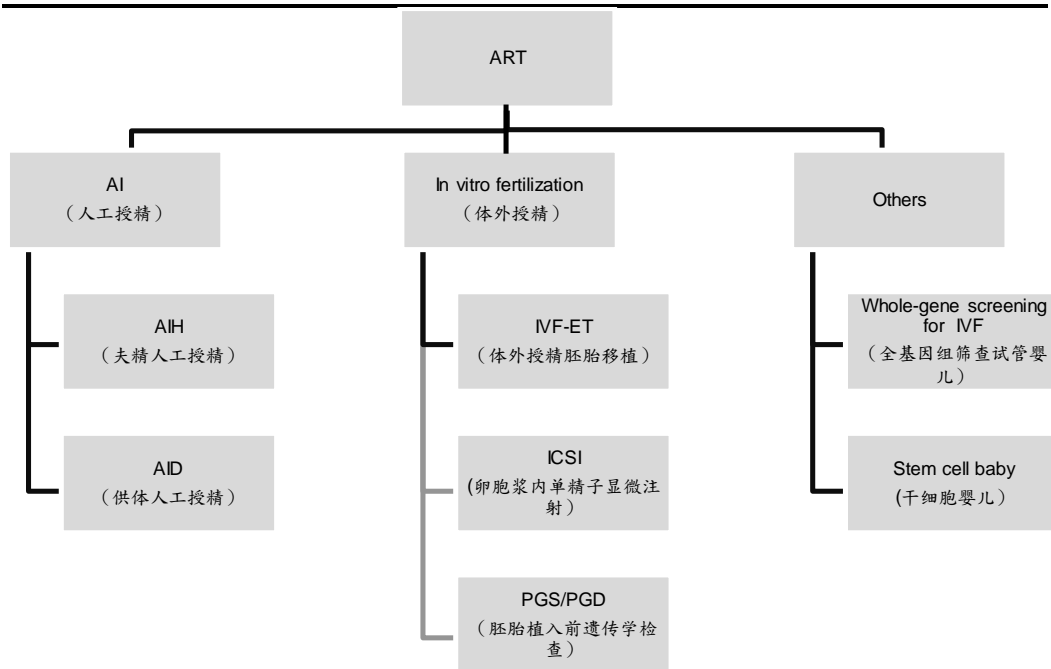 ART
AI
（人工授精）
In vitro fertilization
（体外授精）
Others
AIH
（夫精人工授精）
AID
（供体人工授精）
IVF-ET
（体外授精胚胎移植）
ICSI
(卵胞浆内单精子显微注
射）
PGS/PGD
（胚胎植入前遗传学检
查）
Whole-gene screening
for IVF
（全基因组筛查试管婴
儿）
Stem cell baby
(干细胞婴儿）